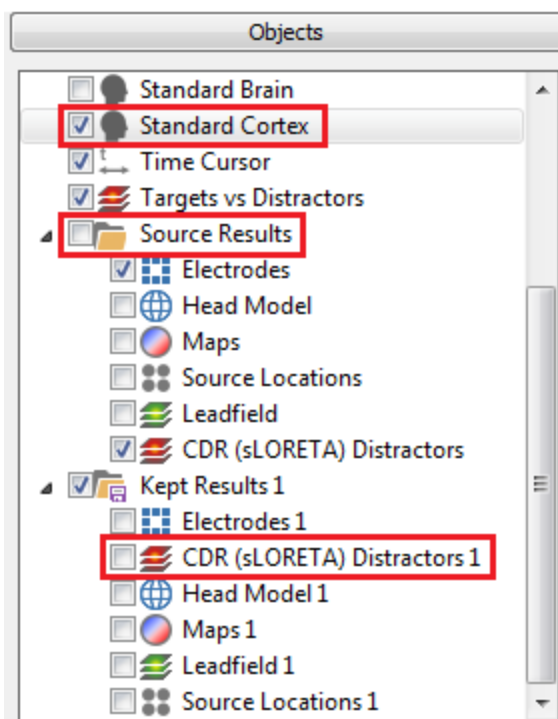 Objects
Standard Brain
Standard Cortex
t
Time Cursor
Targets vs Distractors
Source Results
Electrodes
Head Model
Maps
Source Locations
Leadfield
CDR (sLORETA) Distractors
Kept Results 1
Electrodes 1
CDR (sLORETA) Distractors 1
Head Model 1
Maps 1
Leadfield 1
Source Locations 1